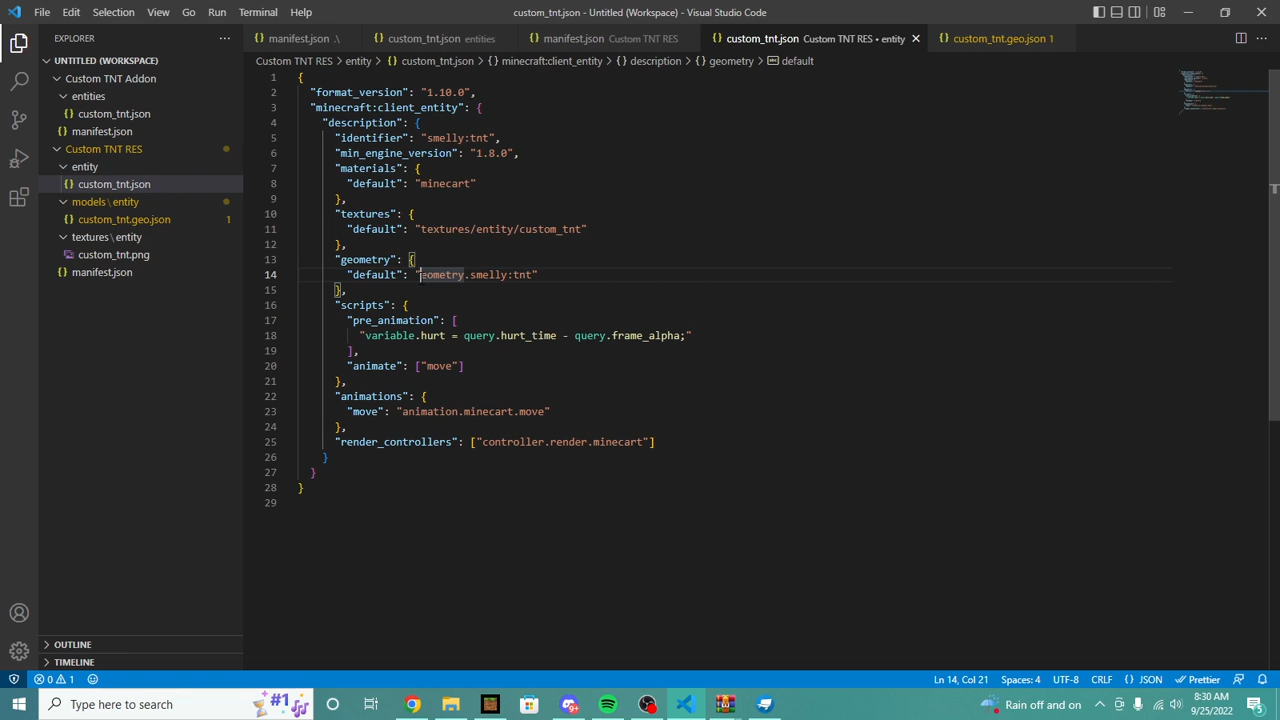 File Edit Selection View Go Run Terminal Help
custom_tnt.json - Untitled (Workspace) - Visual Studio Code
EXPLORER
UNTITLED (WORKSPACE)
Custom TNT Addon
entities
{} custom_tnt.json
{} manifest.json
Custom TNT RES
entity
{} custom_tnt.json
models \ entity
{} custom_tnt.geo.json 1
textures \ entity
custom_tnt.png
{} manifest.json
OUTLINE
TIMELINE
{} manifest.json .\ {} custom_tnt.json entities {} manifest.json Custom TNT RES {} custom_tnt.json Custom TNT RES • entity {} custom_tnt.geo.json 1
Custom TNT RES > entity > {} custom_tnt.json > {} minecraft:client_entity > {} description > {} geometry > default
1 {
2 "format_version": "1.10.0",
3 "minecraft:client_entity": {
4 "description": {
5 "identifier": "smelly:tnt",
6 "min_engine_version": "1.8.0",
7 "materials": {
8 "default": "minecart"
9 },
10 "textures": {
11 "default": "textures/entity/custom_tnt"
12 },
13 "geometry": {
14 "default": "geometry.smelly:tnt"
15 },
16 "scripts": {
17 "pre_animation": [
18 "variable.hurt = query.hurt_time - query.frame_alpha;"
19 ],
20 "animate": ["move"]
21 },
22 "animations": {
23 "move": "animation.minecart.move"
24 },
25 "render_controllers": ["controller.render.minecart"]
26 }
27 }
28 }
29
0 1 Ln 14, Col 21 Spaces: 4 UTF-8 CRLF {} JSON Prettier
Type here to search #1 9+ Rain off and on 8:30 AM
9/25/2022 5